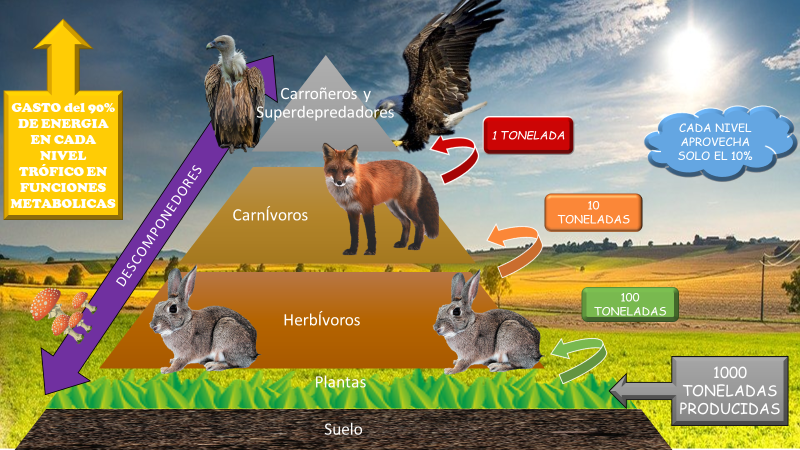 GASTO del 90%
DE ENERGIA
EN CADA
NIVEL
TRÓFICO EN
FUNCIONES
METABOLICAS
DESCOMPONEDORES
Carroñeros y
Superdepredadores
1 TONELADA
CADA NIVEL
APROVECHA
SOLO EL 10%
CarnÍvoros
10
TONELADAS
HerbÍvoros
100
TONELADAS
Plantas
1000
TONELADAS
PRODUCIDAS
Suelo